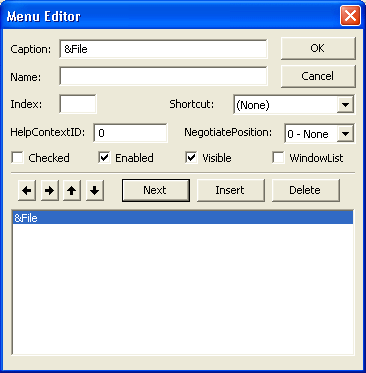 Menu Editor
Caption: &File OK
Name: Cancel
Index: Shortcut: (None)
HelpContextID: 0 NegotiatePosition: 0 - None
Checked Enabled Visible WindowList
Next Insert Delete
&File